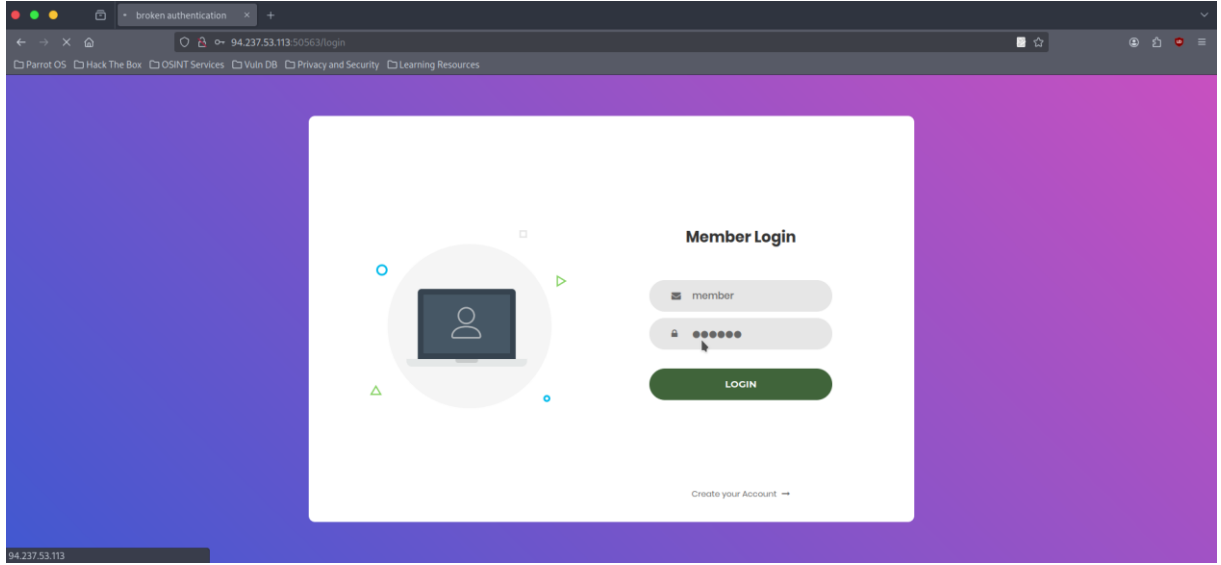 broken authentication
94.237.53.113:50563/login
Parrot OS Hack The Box OSINT Services Vuln DB Privacy and Security Learning Resources
Member Login
member
LOGIN
Create your Account →
94.237.53.113